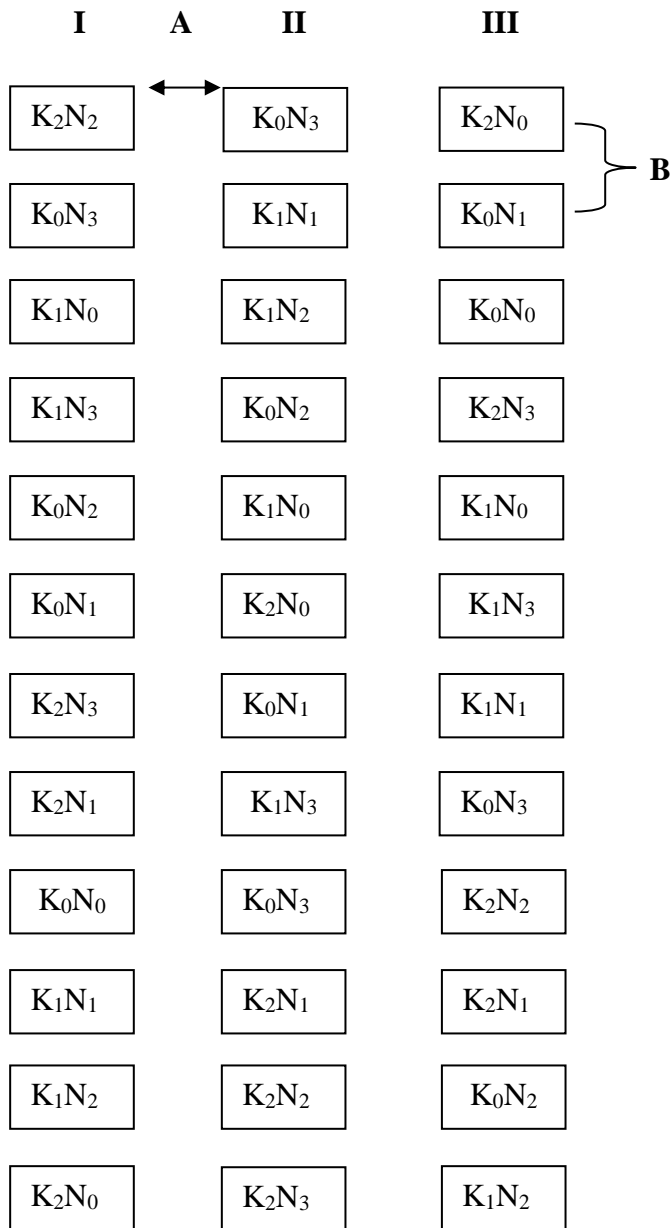 I A II III
K₂N₂ K₀N₃ K₂N₀
B
K₀N₃ K₁N₁ K₀N₁
K₁N₀ K₁N₂ K₀N₀
K₁N₃ K₀N₂ K₂N₃
K₀N₂ K₁N₀ K₁N₀
K₀N₁ K₂N₀ K₁N₃
K₂N₃ K₀N₁ K₁N₁
K₂N₁ K₁N₃ K₀N₃
K₀N₀ K₀N₃ K₂N₂
K₁N₁ K₂N₁ K₂N₁
K₁N₂ K₂N₂ K₀N₂
K₂N₀ K₂N₃ K₁N₂